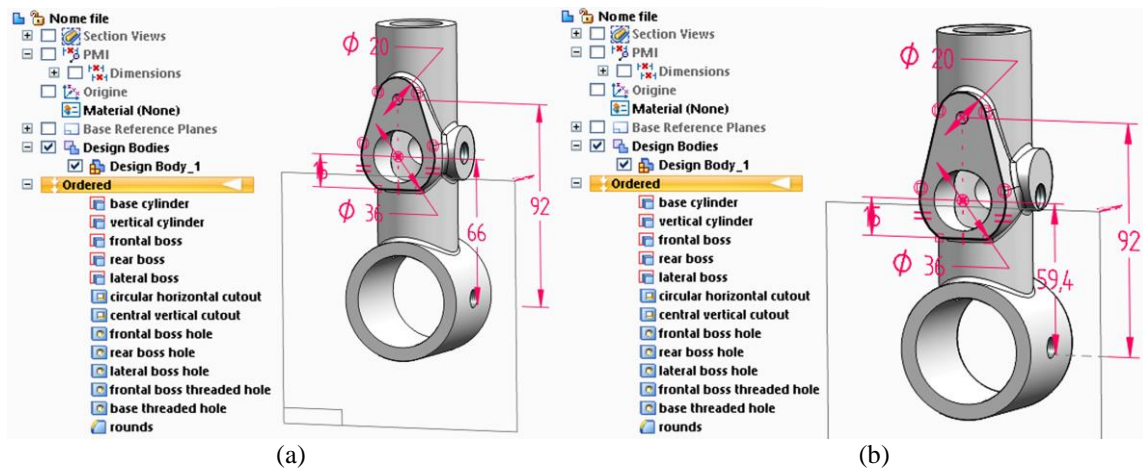 Nome file
Section Views
PMI
Dimensions
Origine
Material (None)
Base Reference Planes
Design Bodies
Design Body_1
Ordered
base cylinder
vertical cylinder
frontal boss
rear boss
lateral boss
circular horizontal cutout
central vertical cutout
frontal boss hole
rear boss hole
lateral boss hole
frontal boss threaded hole
base threaded hole
rounds
Φ 20
15
Φ 36
66
92
(a)
Nome file
Section Views
PMI
Dimensions
Origine
Material (None)
Base Reference Planes
Design Bodies
Design Body_1
Ordered
base cylinder
vertical cylinder
frontal boss
rear boss
lateral boss
circular horizontal cutout
central vertical cutout
frontal boss hole
rear boss hole
lateral boss hole
frontal boss threaded hole
base threaded hole
rounds
Φ 20
15
Φ 36
59,4
92
(b)